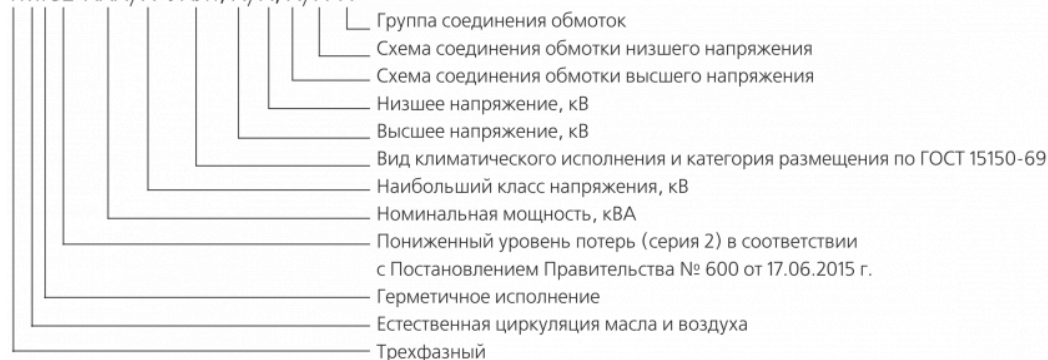 Группа соединения обмоток
Схема соединения обмотки низшего напряжения
Схема соединения обмотки высшего напряжения
Низшее напряжение, кВ
Высшее напряжение, кВ
Вид климатического исполнения и категория размещения по ГОСТ 15150-69
Наибольший класс напряжения, кВ
Номинальная мощность, кВА
Пониженный уровень потерь (серия 2) в соответствии
с Постановлением Правительства № 600 от 17.06.2015 г.
Герметичное исполнение
Естественная циркуляция масла и воздуха
Трехфазный